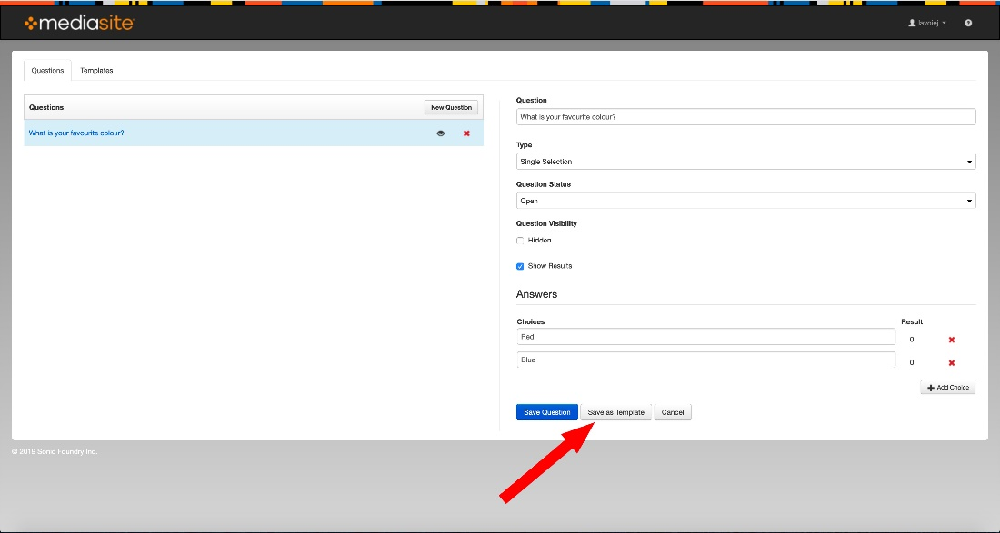 mediasite
lavoiej
Questions
Templates
Questions
New Question
What is your favourite colour?
Question
What is your favourite colour?
Type
Single Selection
Question Status
Open
Question Visibility
Hidden
Show Results
Answers
Choices
Result
Red
0
Blue
0
Add Choice
Save Question
Save as Template
Cancel
© 2019 Sonic Foundry Inc.